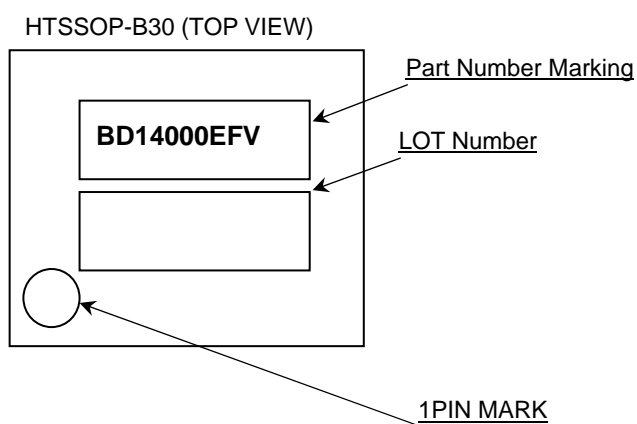 HTSSOP-B30 (TOP VIEW)
Part Number Marking
BD14000EFV
LOT Number
1PIN MARK